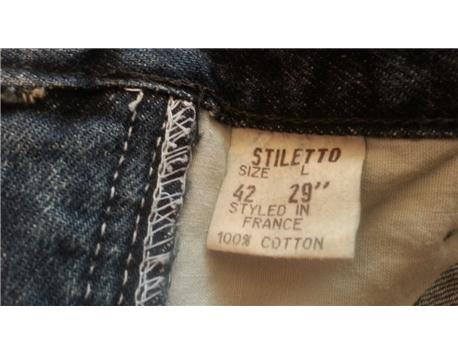 STILETTO
SIZE L
42 29"
STYLED IN
FRANCE
100% COTTON